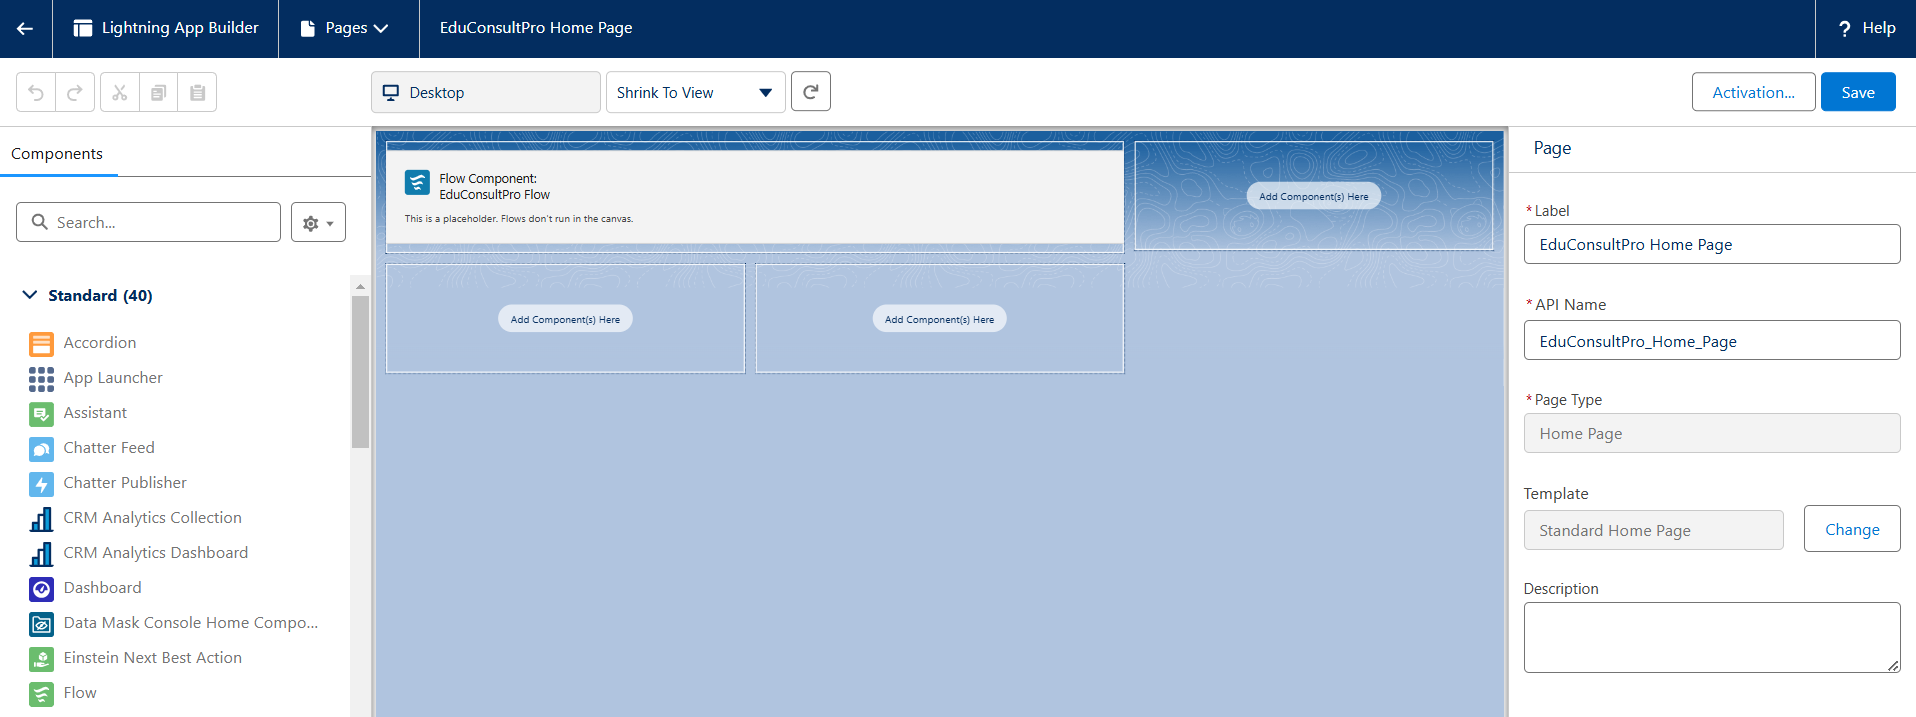 Lightning App Builder
Pages
EduConsultPro Home Page
? Help
Desktop
Shrink To View
Activation...
Save
Components
Search...
Standard (40)
Accordion
App Launcher
Assistant
Chatter Feed
Chatter Publisher
CRM Analytics Collection
CRM Analytics Dashboard
Dashboard
Data Mask Console Home Compo...
Einstein Next Best Action
Flow
Flow Component:
EduConsultPro Flow
This is a placeholder. Flows don't run in the canvas.
Add Component(s) Here
Add Component(s) Here
Add Component(s) Here
Page
*Label
EduConsultPro Home Page
*API Name
EduConsultPro_Home_Page
*Page Type
Home Page
Template
Standard Home Page
Change
Description